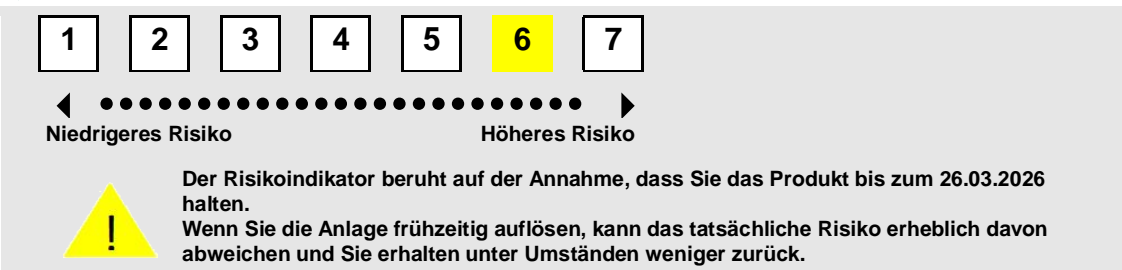 1 2 3 4 5 6 7
Niedrigeres Risiko Höheres Risiko
Der Risikoindikator beruht auf der Annahme, dass Sie das Produkt bis zum 26.03.2026
halten.
Wenn Sie die Anlage frühzeitig auflösen, kann das tatsächliche Risiko erheblich davon
! abweichen und Sie erhalten unter Umständen weniger zurück.